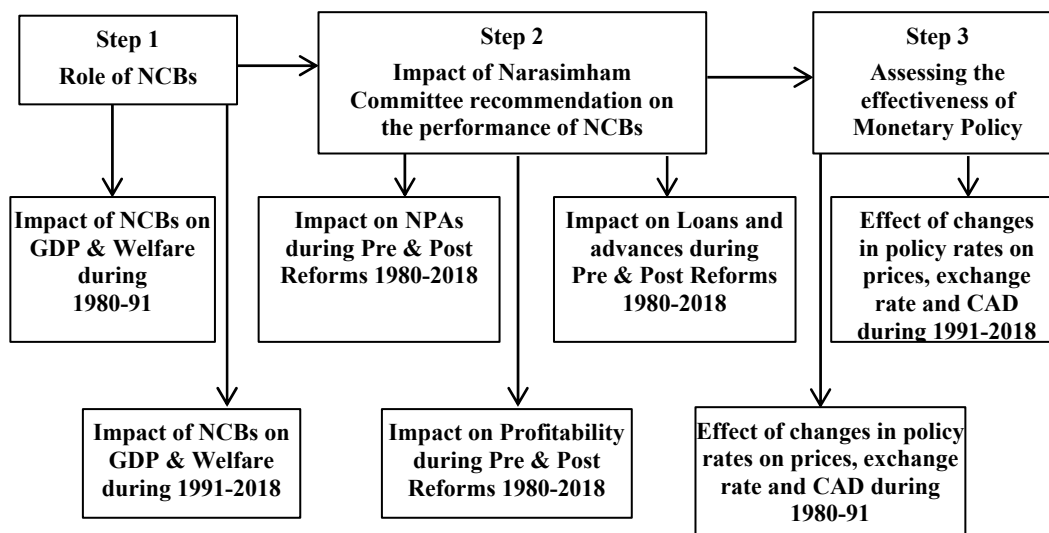 Step 1
Role of NCBs
Step 2
Impact of Narasimham
Committee recommendation on
the performance of NCBs
Step 3
Assessing the
effectiveness of
Monetary Policy
Impact of NCBs on
GDP & Welfare
during
1980-91
Impact on NPAs
during Pre & Post
Reforms 1980-2018
Impact on Loans and
advances during
Pre & Post Reforms
1980-2018
Effect of changes
in policy rates on
prices, exchange
rate and CAD
during 1991-2018
Impact of NCBs on
GDP & Welfare
during 1991-2018
Impact on Profitability
during Pre & Post
Reforms 1980-2018
Effect of changes in policy
rates on prices, exchange
rate and CAD during
1980-91